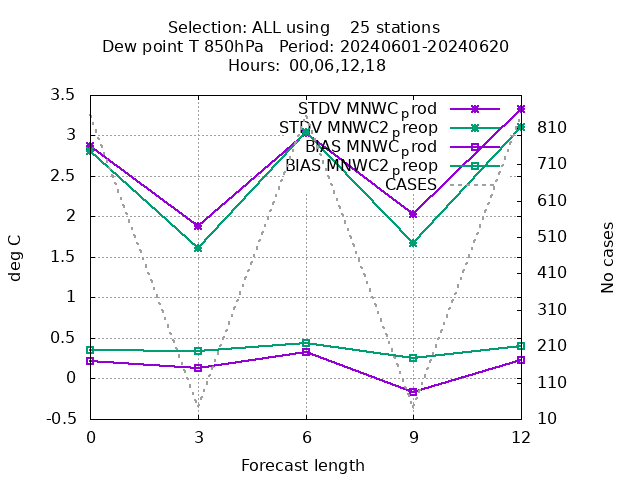 Selection: ALL using    25 stations
Dew point T 850hPa   Period: 20240601-20240620
Hours:  00,06,12,18
STDV MNWC_prod
STDV MNWC2_preop
BIAS MNWC_prod
BIAS MNWC2_preop
CASES
deg C
3.5
3
2.5
2
1.5
1
0.5
0
-0.5
No cases
810
710
610
510
410
310
210
110
10
0 3 6 9 12
Forecast length